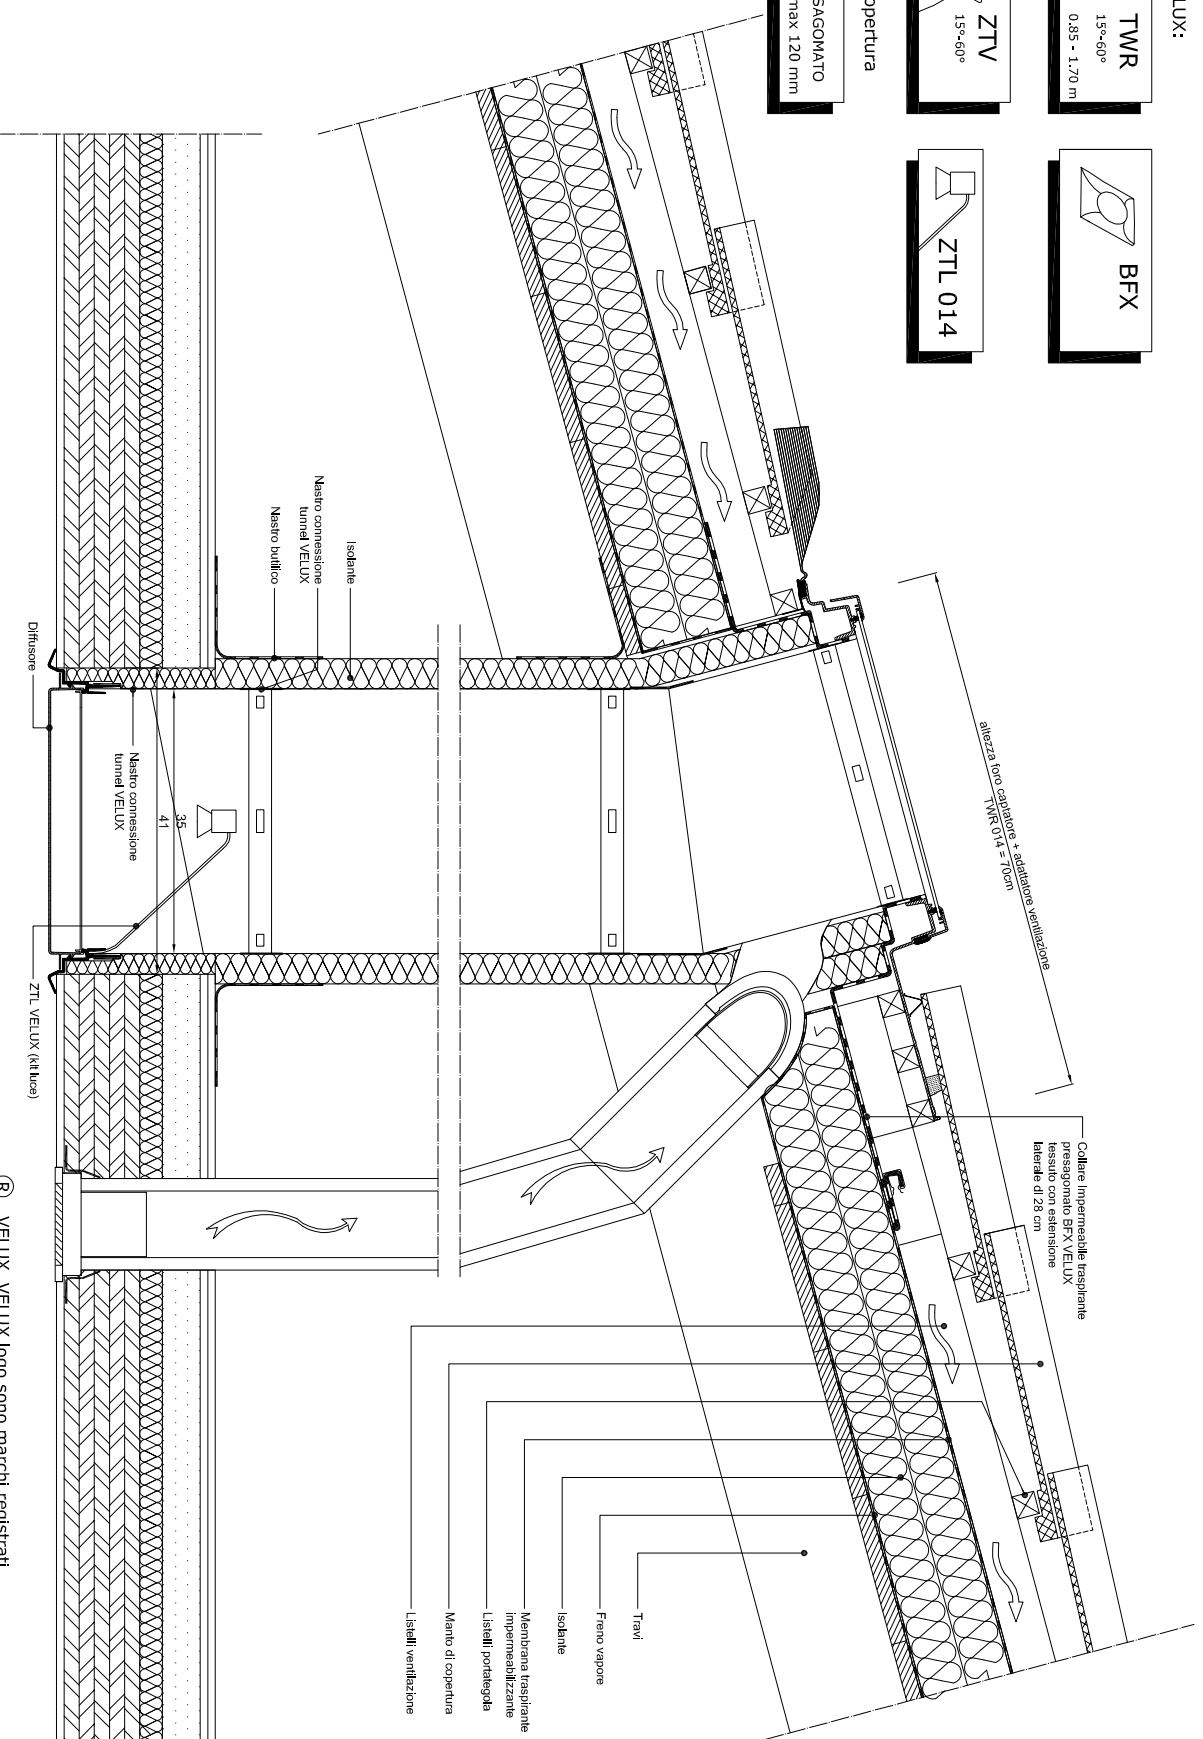 LUX:
TWR
15°-60°
0.85 - 1.70 m
BFX
ZTV
15°-60°
ZTL 014
opertura
SAGOMATO
max 120 mm
altezza foro captatore + adattatore ventilazione
TWR 014 = 70cm
Collare impermeabile traspirante
presagomato BFX VELUX
tessuto con estensione
laterale di 28 cm
Isolante
Nastro connessione
tunnel VELUX
Nastro butilico
35
41
Nastro connessione
tunnel VELUX
Diffusore
ZTL VELUX (kit luce)
Travi
Freno vapore
Isolante
Membrana traspirante
impermeabilizzante
Listelli portategola
Manto di copertura
Listelli ventilazione
® VELUX, VELUX logo sono marchi registrati